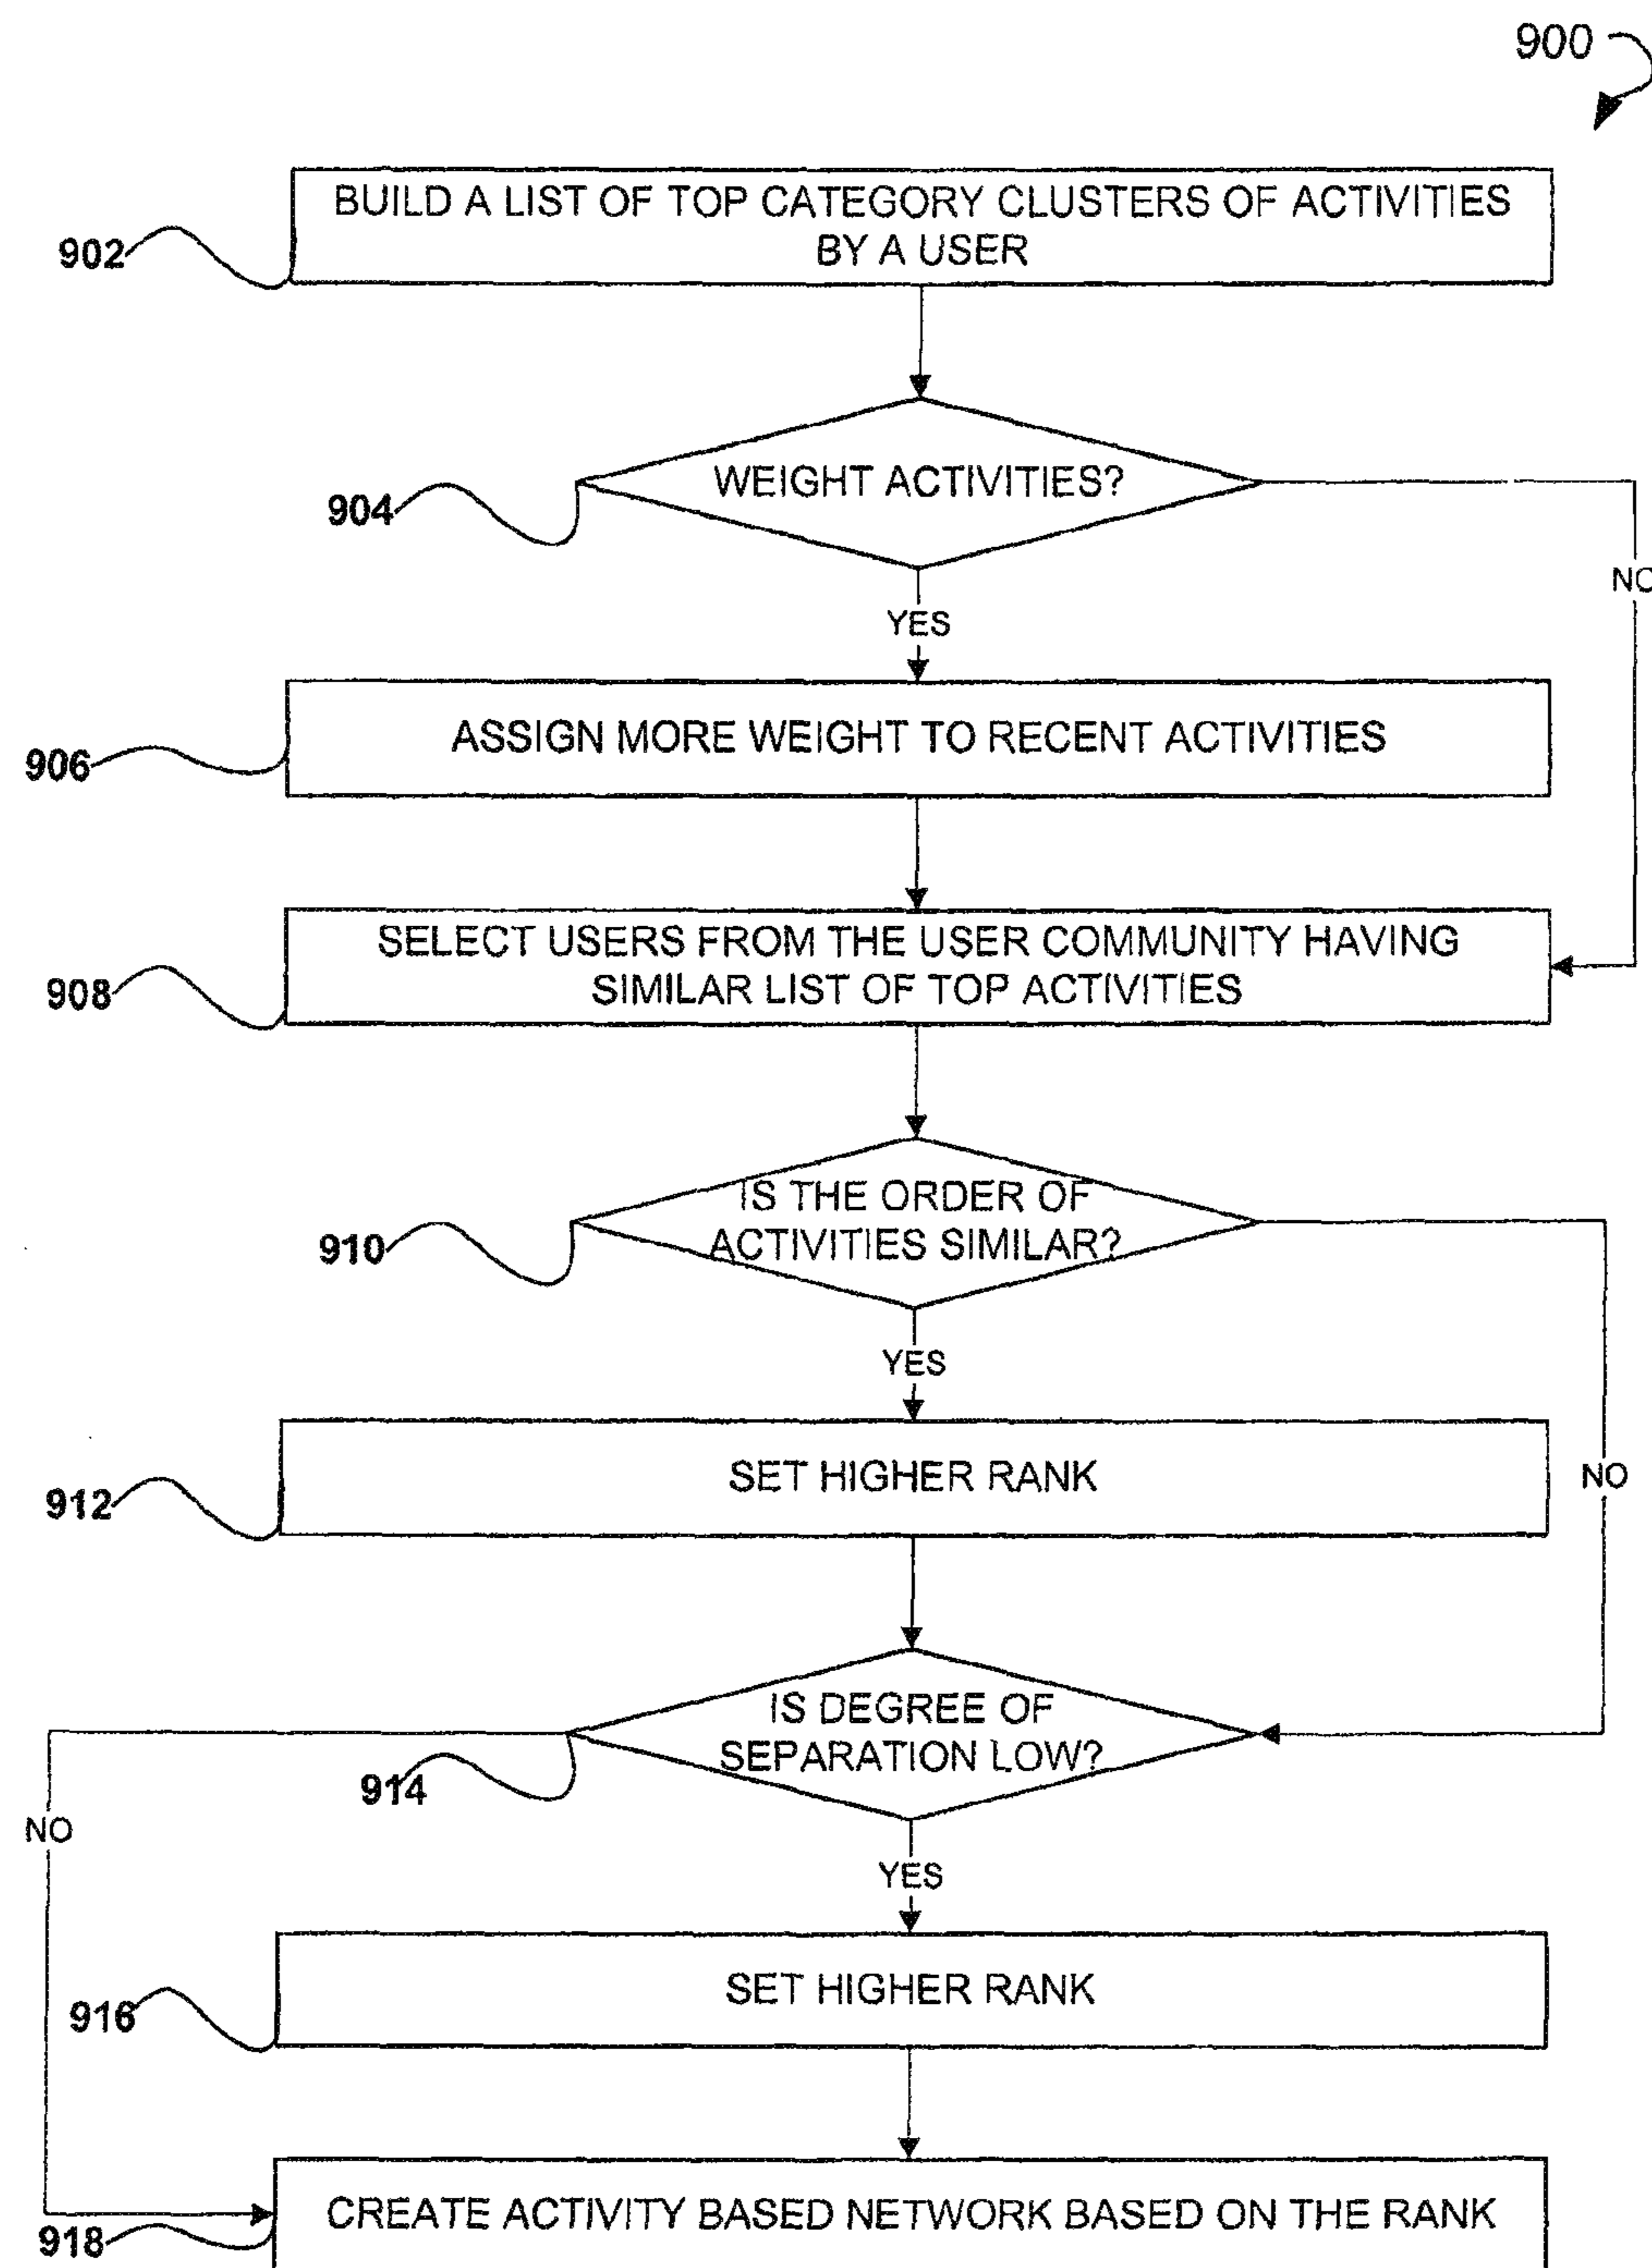 900
BUILD A LIST OF TOP CATEGORY CLUSTERS OF ACTIVITIES
BY A USER
902
WEIGHT ACTIVITIES?
904
NO
YES
ASSIGN MORE WEIGHT TO RECENT ACTIVITIES
906
SELECT USERS FROM THE USER COMMUNITY HAVING
SIMILAR LIST OF TOP ACTIVITIES
908
IS THE ORDER OF
ACTIVITIES SIMILAR?
910
YES
SET HIGHER RANK
NO
912
IS DEGREE OF
SEPARATION LOW?
914
NO
YES
SET HIGHER RANK
916
CREATE ACTIVITY BASED NETWORK BASED ON THE RANK
918